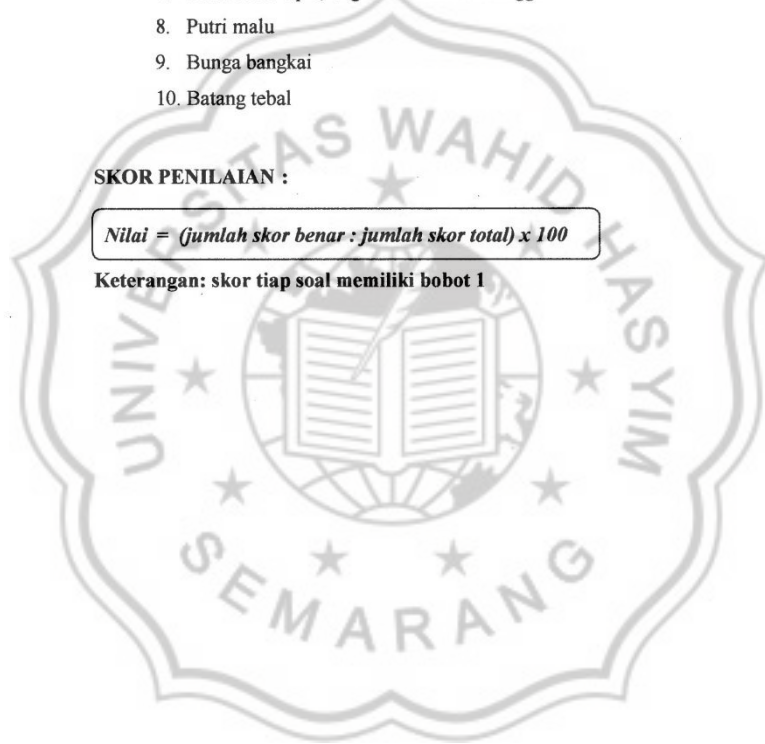 8. Putri malu
9. Bunga bangkai
10. Batang tebal
SKOR PENILAIAN :
Nilai = (jumlah skor benar : jumlah skor total) x 100
Keterangan: skor tiap soal memiliki bobot 1
UNIVERSITAS WAHID HASYIM
SEMARANG